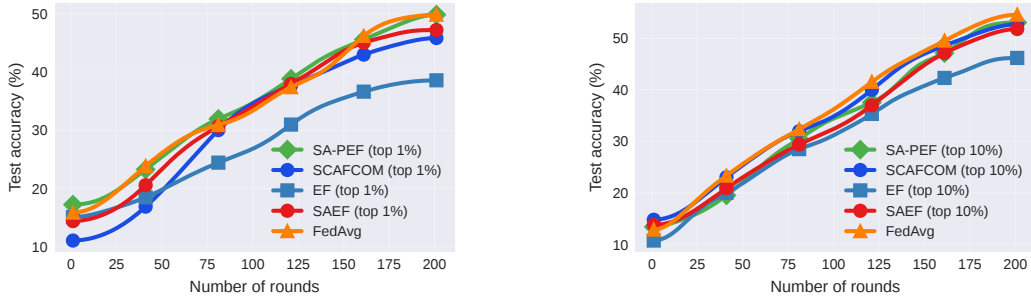 50
40
30
20
10
Test accuracy (%)
SA-PEF (top 1%)
SCAFCOM (top 1%)
EF (top 1%)
SAEF (top 1%)
FedAvg
0 25 50 75 100 125 150 175 200
Number of rounds
50
40
30
20
10
Test accuracy (%)
SA-PEF (top 10%)
SCAFCOM (top 10%)
EF (top 10%)
SAEF (top 10%)
FedAvg
0 25 50 75 100 125 150 175 200
Number of rounds